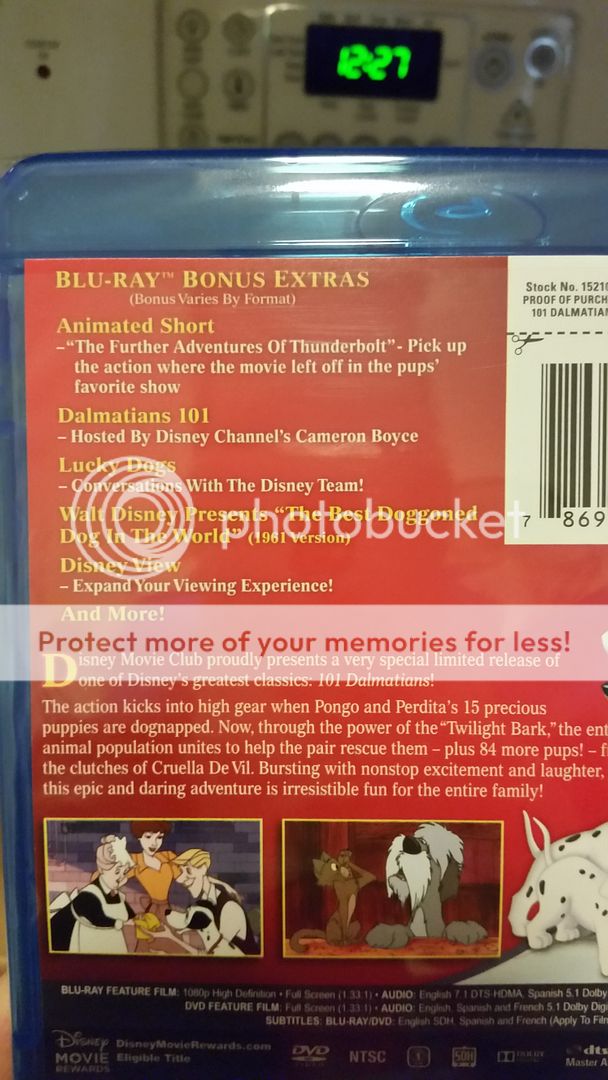 12:27
BLU-RAY™ BONUS EXTRAS
(Bonus Varies By Format)
Stock No. 15210
PROOF OF PURCH
101 DALMATIAN
Animated Short
–“The Further Adventures Of Thunderbolt”- Pick up
the action where the movie left off in the pups’
favorite show
Dalmatians 101
– Hosted By Disney Channel’s Cameron Boyce
Lucky Dogs
– Conversations With The Disney Team!
Walt Disney Presents “The Best Doggoned
Dog In The World” (1961 Version)
photobucket
7 869
Disney View
– Expand Your Viewing Experience!
And More!
Protect more of your memories for less!
Disney Movie Club proudly presents a very special limited release of
one of Disney’s greatest classics: 101 Dalmatians!
The action kicks into high gear when Pongo and Perdita’s 15 precious
puppies are dognapped. Now, through the power of the “Twilight Bark,” the ent
animal population unites to help the pair rescue them – plus 84 more pups! – f
the clutches of Cruella De Vil. Bursting with nonstop excitement and laughter,
this epic and daring adventure is irresistible fun for the entire family!
BLU-RAY FEATURE FILM: 1080p High Definition • Full Screen (1.33:1) • AUDIO: English 7.1 DTS-HDMA, Spanish 5.1 Dolby
DVD FEATURE FILM: Full Screen (1.33:1) • AUDIO: English, Spanish and French 5.1 Dolby Digi
SUBTITLES: BLU-RAY/DVD: English SDH, Spanish and French (Apply To Fil
Disney
MOVIE
REWARDS
DisneyMovieRewards.com
Eligible Title
DVD
VIDEO
NTSC
1
SDH
DOLBY
dts
Master A